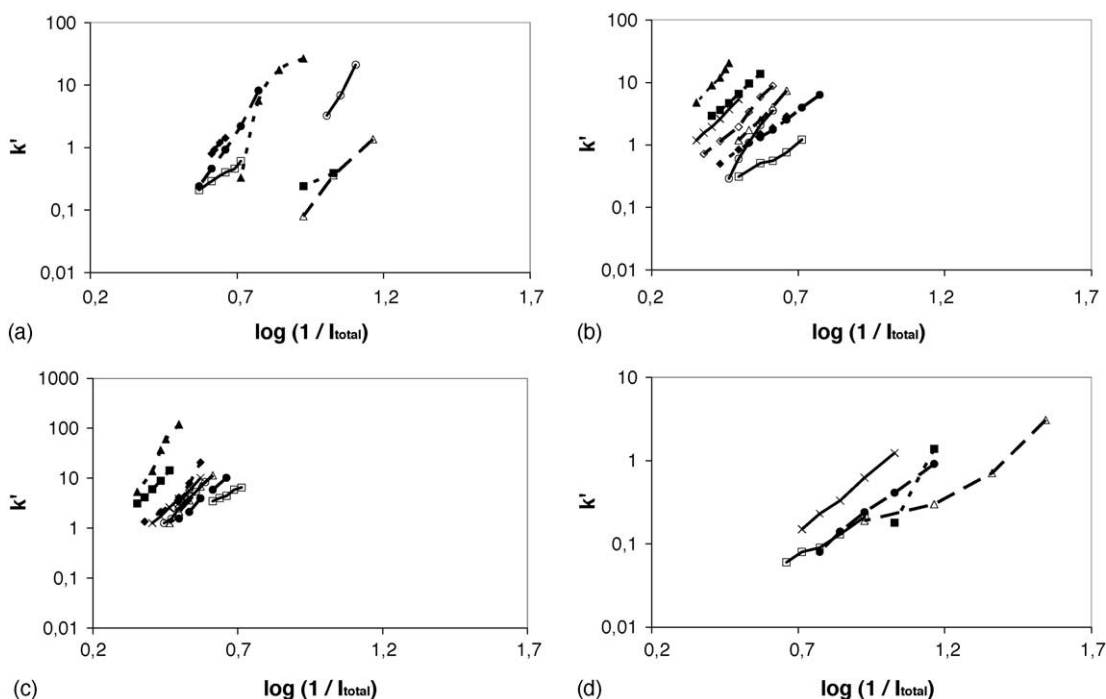 100
10
1
0,1
0,01
k'
0,2 0,7 1,2 1,7
(a) log (1 / Itotal)
100
10
1
0,1
0,01
k'
0,2 0,7 1,2 1,7
(b) log (1 / Itotal)
1000
100
10
1
0,1
0,01
k'
0,2 0,7 1,2 1,7
(c) log (1 / Itotal)
10
1
0,1
0,01
k'
0,2 0,7 1,2 1,7
(d) log (1 / Itotal)